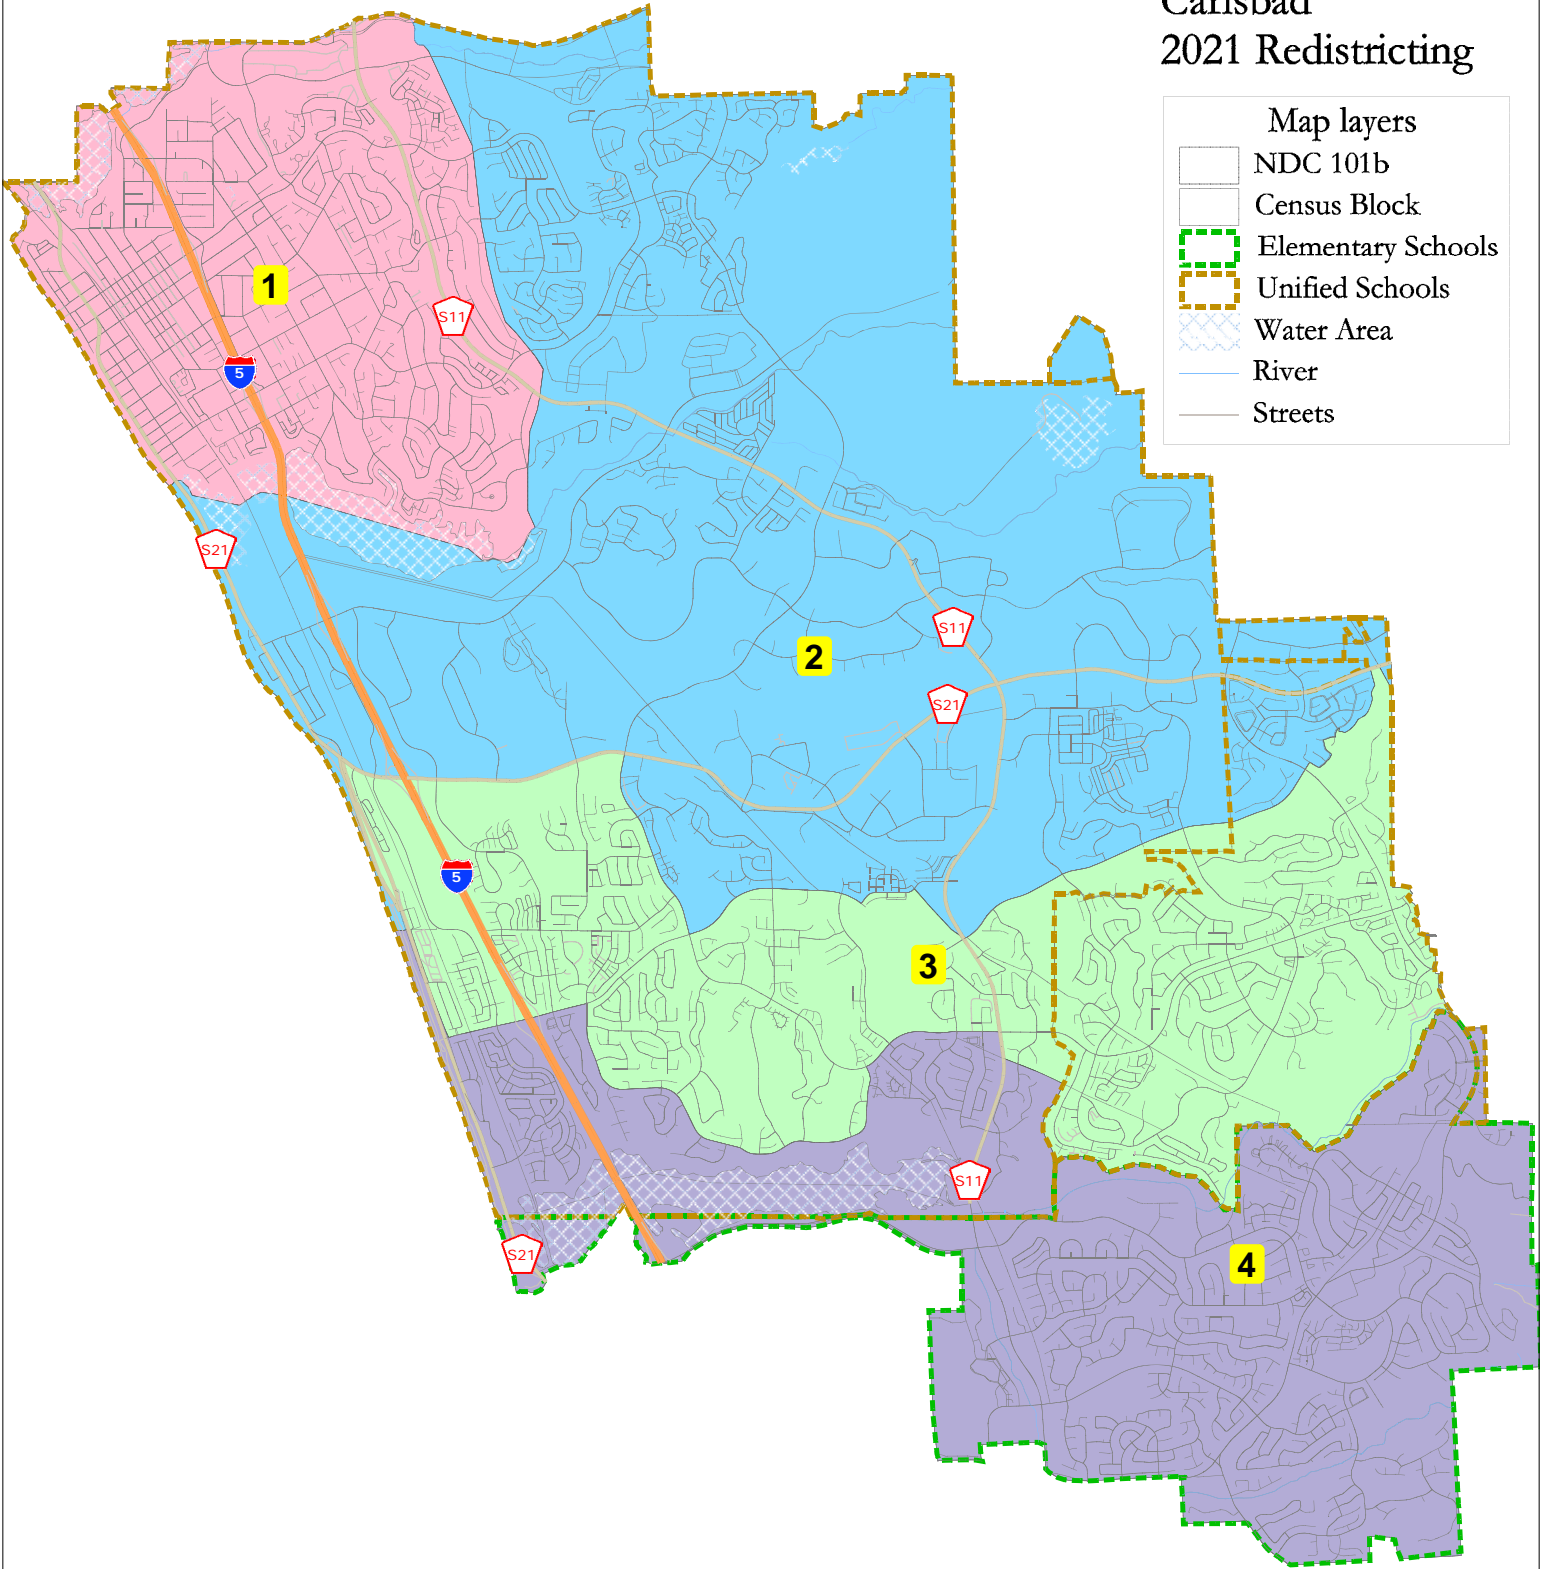 Carlsbad
2021 Redistricting
Map layers
NDC 101b
Census Block
Elementary Schools
Unified Schools
Water Area
River
Streets
1
S11
5
S21
S11
2
S21
5
3
S11
S21
4